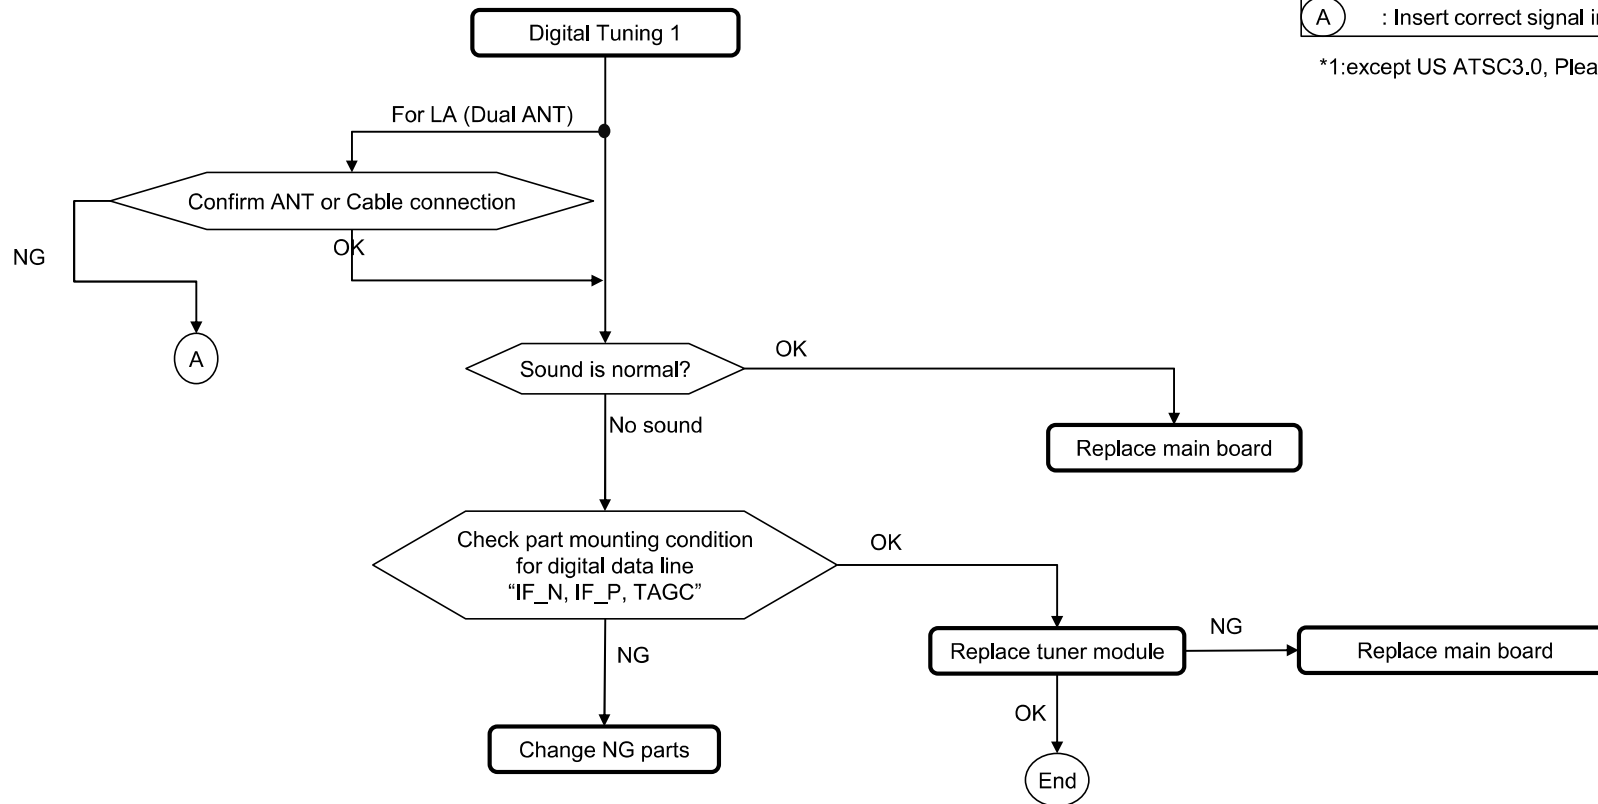 Digital Tuning 1
A : Insert correct signal
*1:except US ATSC3.0,
For LA (Dual ANT)
Confirm ANT or Cable connection
NG
OK
A
Sound is normal?
OK
No sound
Replace main board
Check part mounting condition
for digital data line
“IF_N, IF_P, TAGC”
OK
NG
Replace tuner module
NG
Replace main board
OK
Change NG parts
End